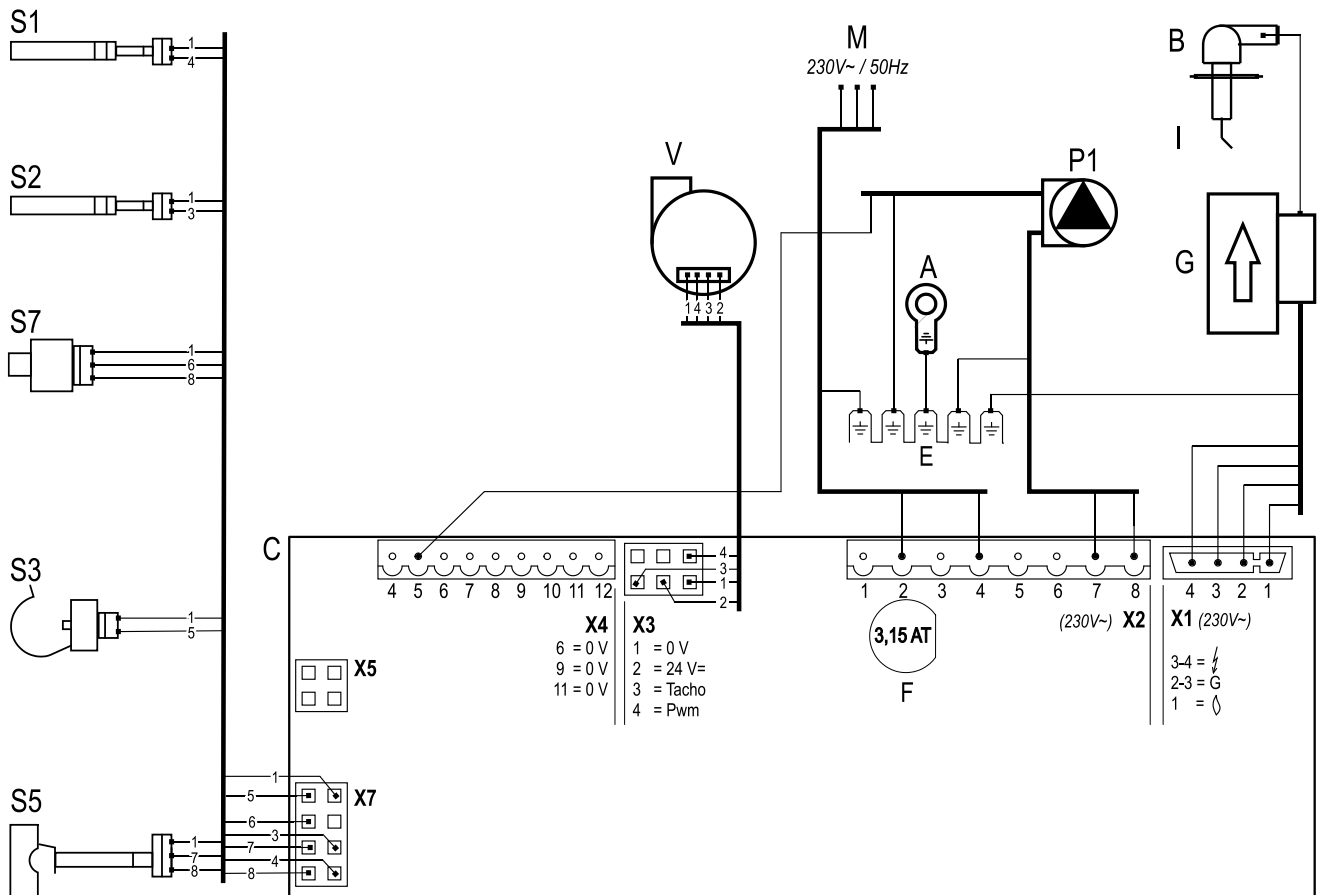 S1
1
4
S2
1
3
S7
1
6
8
S3
1
5
S5
1
7
8
M
230V~ / 50Hz
V
1 4 3 2
P1
A
E
B
I
G
C
4 5 6 7 8 9 10 11 12
X4
6 = 0 V
9 = 0 V
11 = 0 V
4
3
1
2
X3
1 = 0 V
2 = 24 V=
3 = Tacho
4 = Pwm
1 2 3 4 5 6 7 8
(230V~) X2
3,15 AT
F
4 3 2 1
X1 (230V~)
3-4 =
2-3 = G
1 =
X5
X7
1
5
6
3
7
4
8